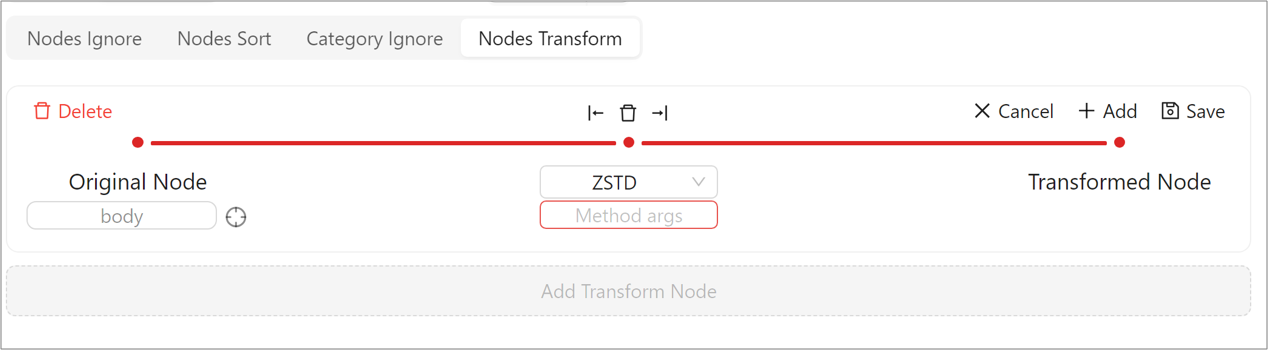 Nodes Ignore Nodes Sort Category Ignore Nodes Transform
Delete Cancel Add Save
Original Node ZSTD Transformed Node
body Method args
Add Transform Node